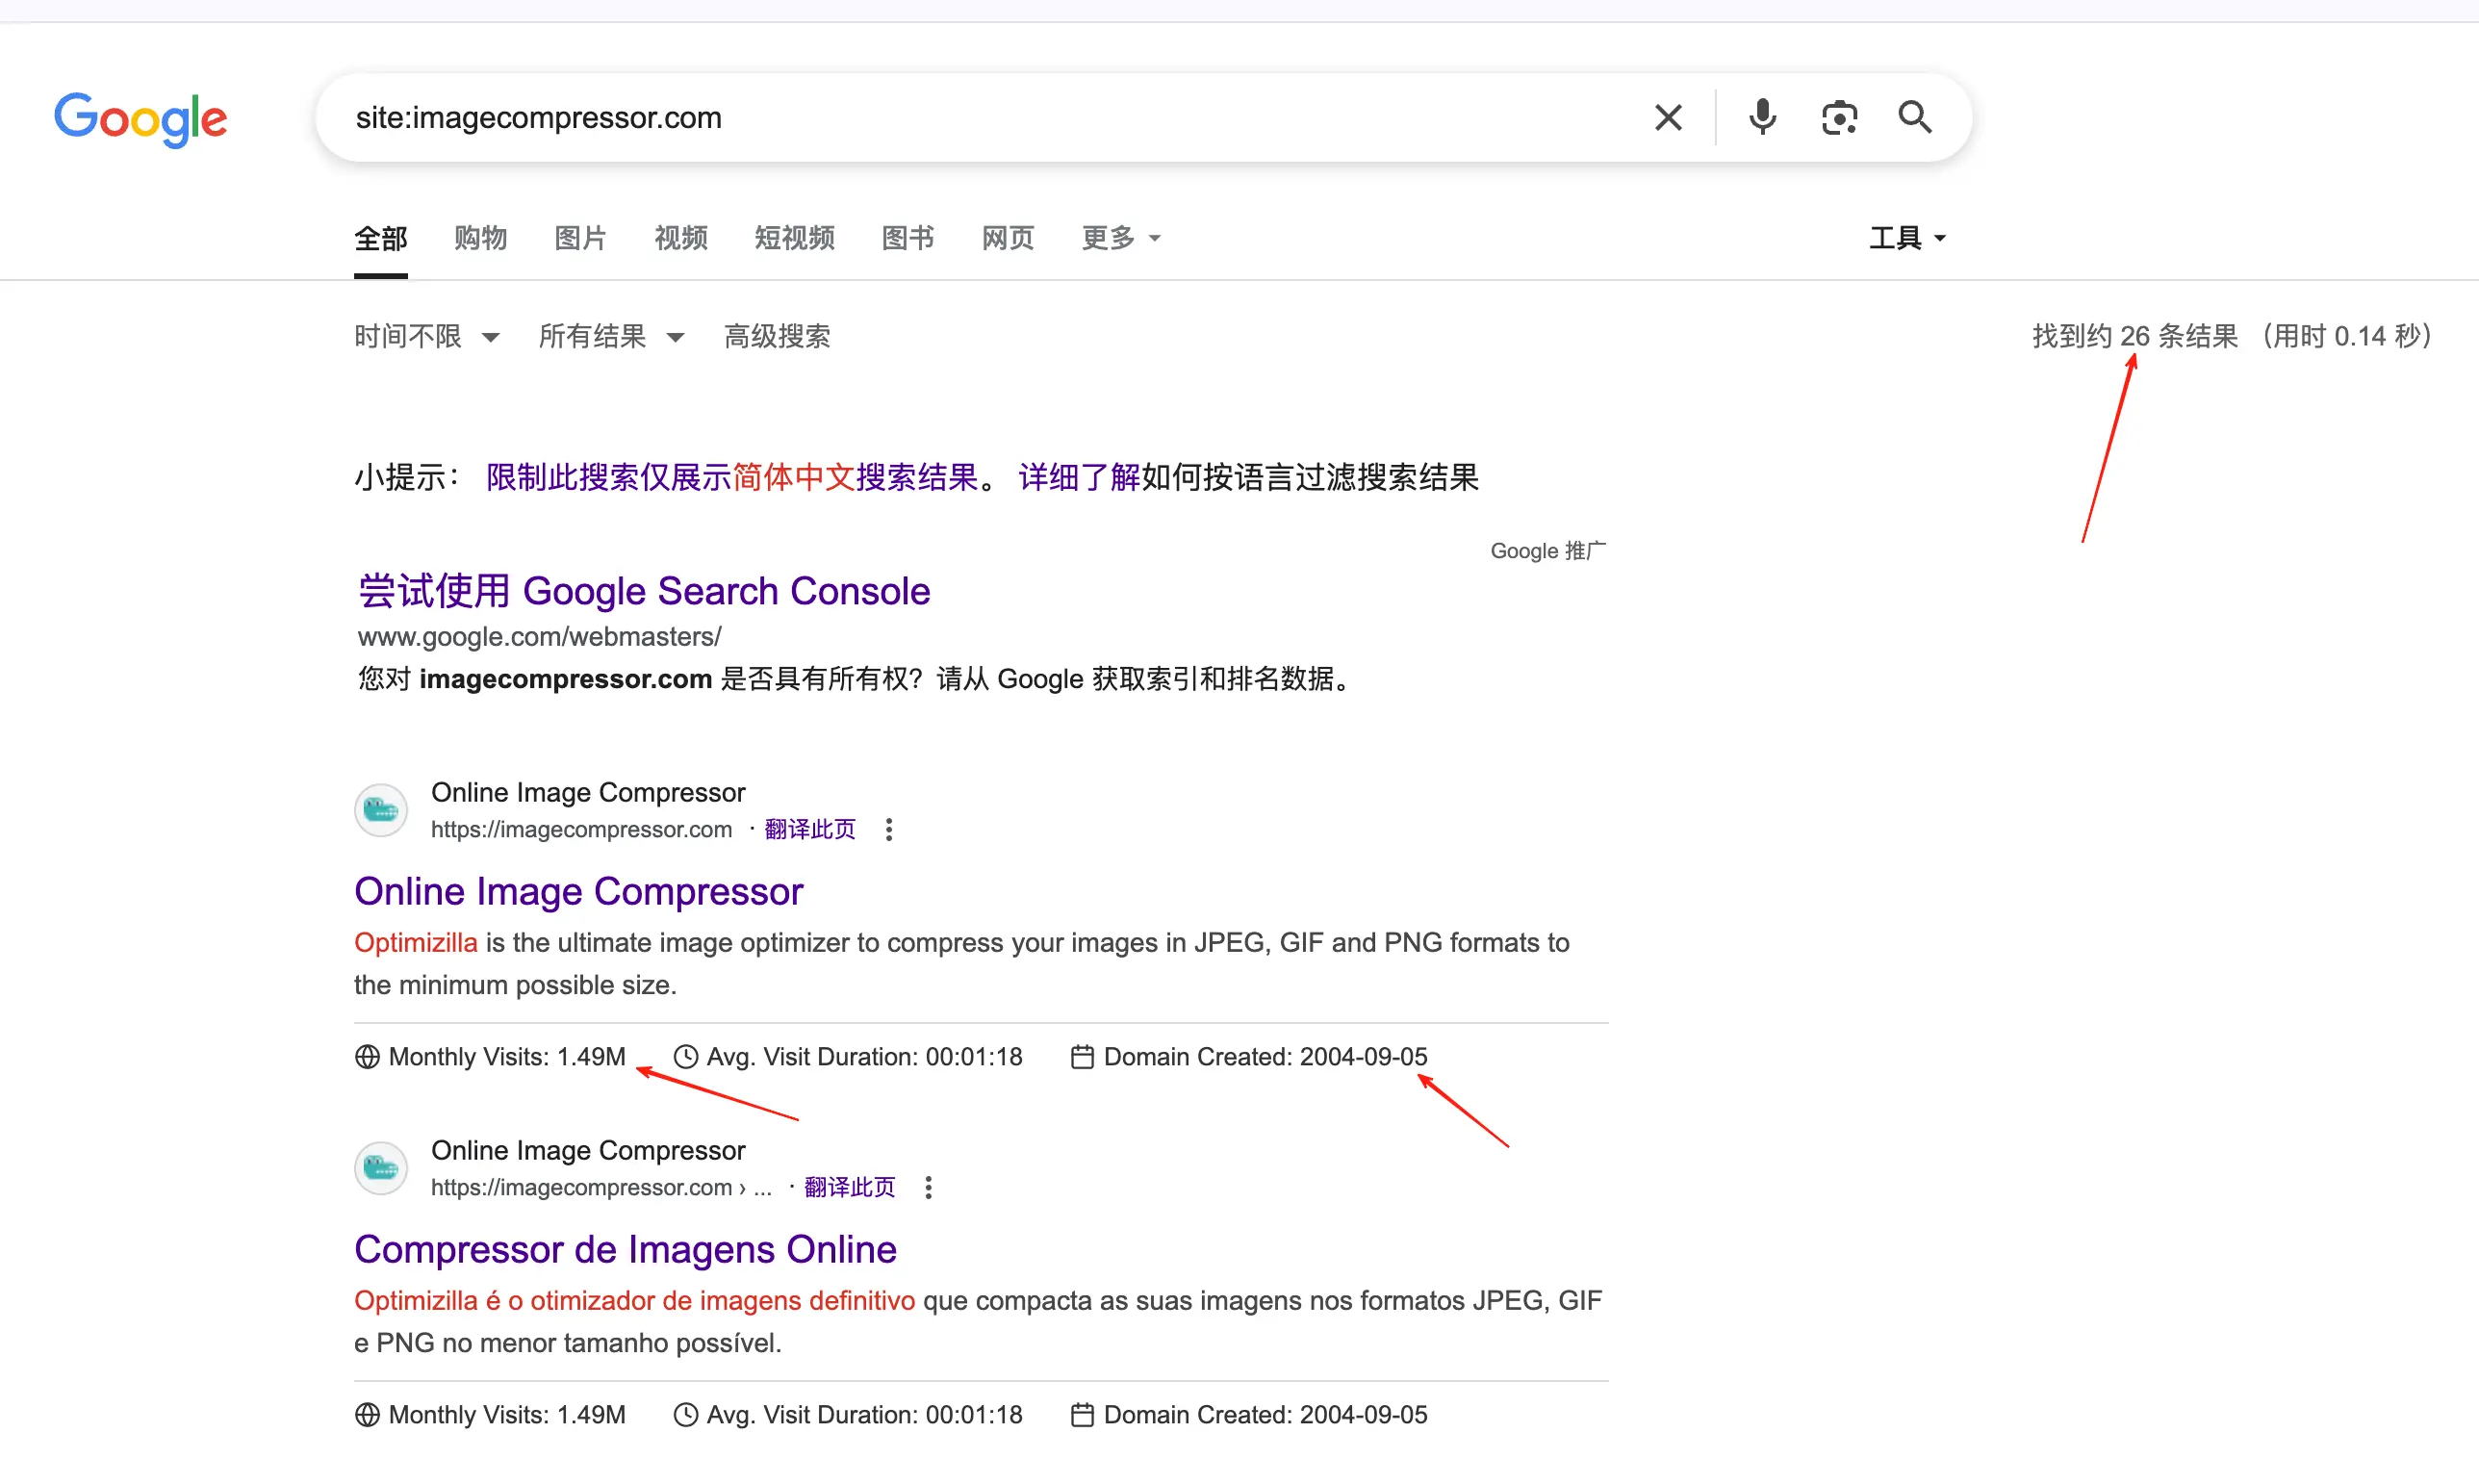 Google
site:imagecompressor.com
全部 购物 图片 视频 短视频 图书 网页 更多 工具
时间不限 所有结果 高级搜索 找到约 26 条结果 （用时 0.14 秒）
小提示： 限制此搜索仅展示简体中文搜索结果。 详细了解如何按语言过滤搜索结果
Google 推广
尝试使用 Google Search Console
www.google.com/webmasters/
您对 imagecompressor.com 是否具有所有权？请从 Google 获取索引和排名数据。
Online Image Compressor
https://imagecompressor.com · 翻译此页
Online Image Compressor
Optimizilla is the ultimate image optimizer to compress your images in JPEG, GIF and PNG formats to
the minimum possible size.
Monthly Visits: 1.49M Avg. Visit Duration: 00:01:18 Domain Created: 2004-09-05
Online Image Compressor
https://imagecompressor.com › ... · 翻译此页
Compressor de Imagens Online
Optimizilla é o otimizador de imagens definitivo que compacta as suas imagens nos formatos JPEG, GIF
e PNG no menor tamanho possível.
Monthly Visits: 1.49M Avg. Visit Duration: 00:01:18 Domain Created: 2004-09-05